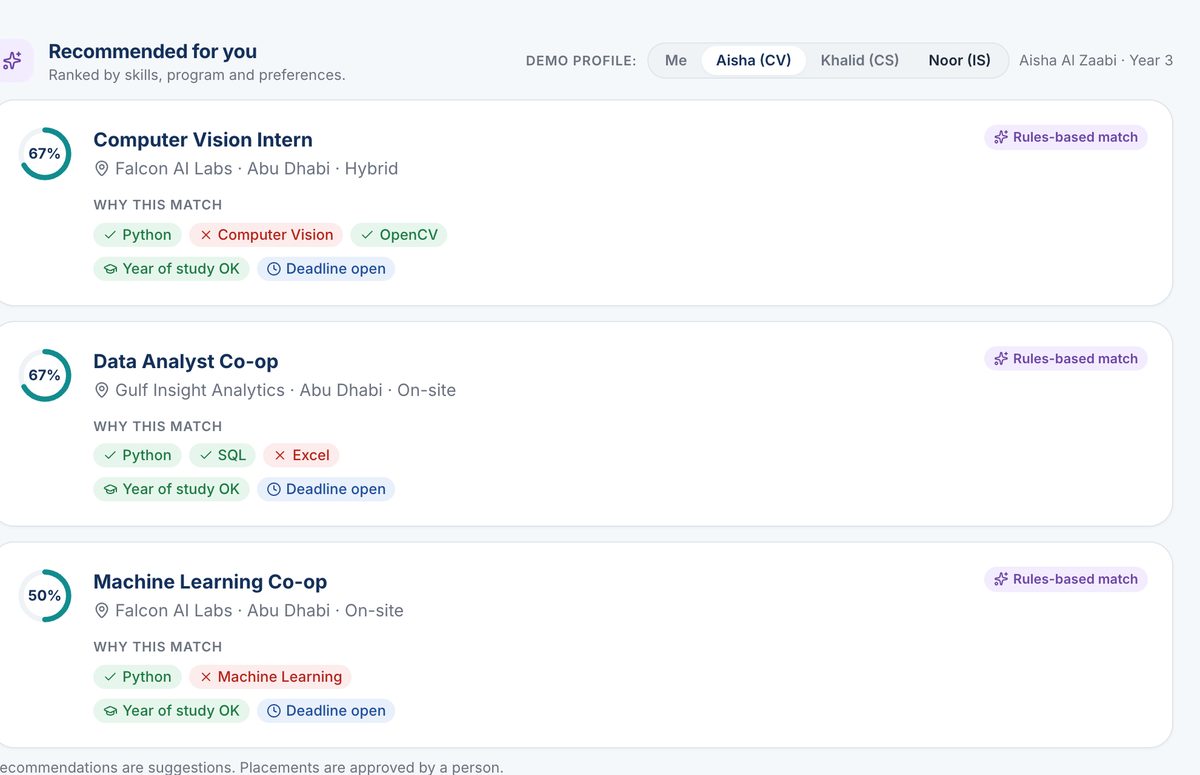 Recommended for you
Ranked by skills, program and preferences.
DEMO PROFILE: Me Aisha (CV) Khalid (CS) Noor (IS) Aisha Al Zaabi · Year 3
67%
Computer Vision Intern
Rules-based match
Falcon AI Labs · Abu Dhabi · Hybrid
WHY THIS MATCH
Python Computer Vision OpenCV
Year of study OK Deadline open
67%
Data Analyst Co-op
Rules-based match
Gulf Insight Analytics · Abu Dhabi · On-site
WHY THIS MATCH
Python SQL Excel
Year of study OK Deadline open
50%
Machine Learning Co-op
Rules-based match
Falcon AI Labs · Abu Dhabi · On-site
WHY THIS MATCH
Python Machine Learning
Year of study OK Deadline open
ecommendations are suggestions. Placements are approved by a person.